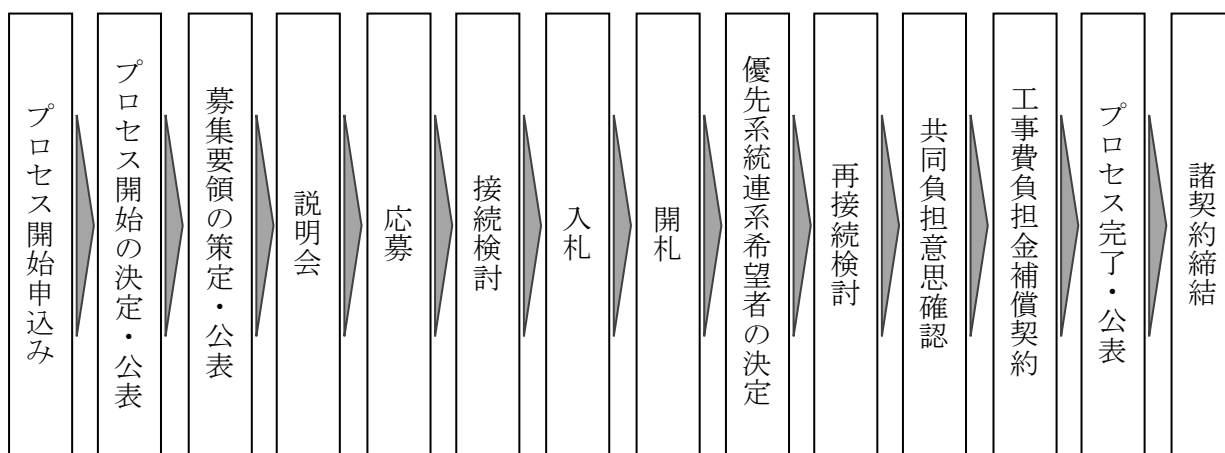 プロセス開始申込み
プロセス開始の決定・公表
募集要領の策定・公表
説明会
応募
接続検討
入札
開札
優先系統連系希望者の決定
再接続検討
共同負担意思確認
工事費負担金補償契約
プロセス完了・公表
諸契約締結